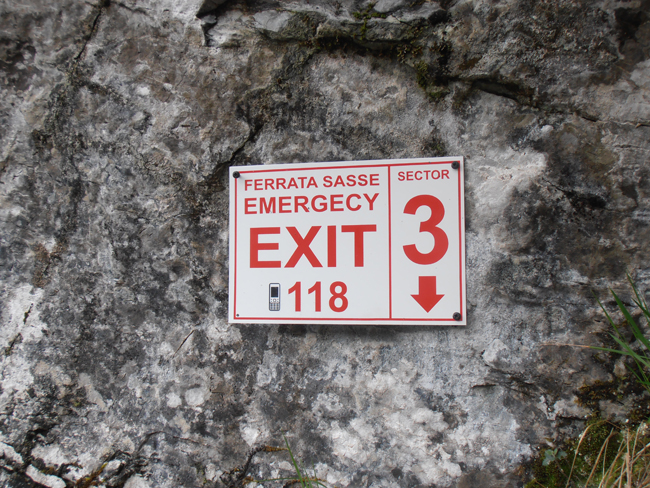 FERRATA SASSE
EMERGECY
EXIT
118
SECTOR
3